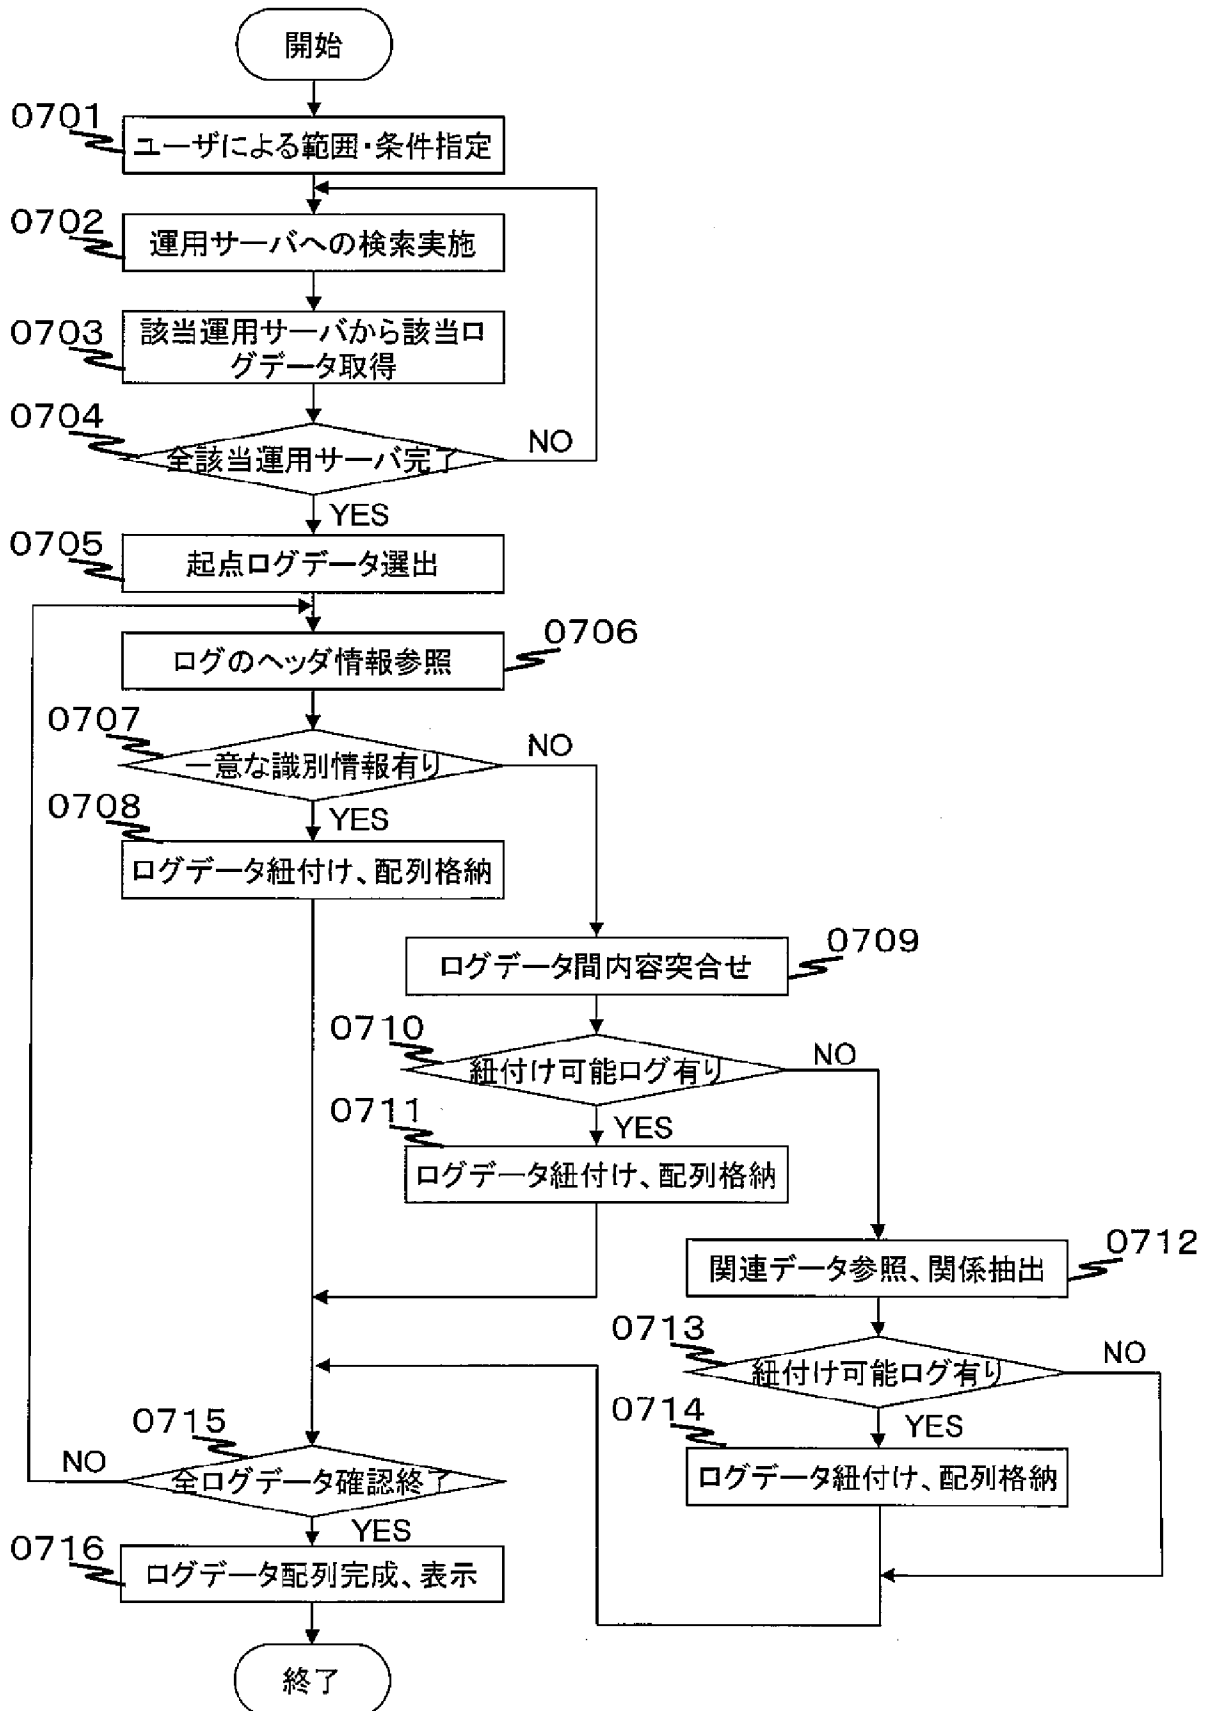 開始
0701
ユーザによる範囲・条件指定
0702
運用サーバへの検索実施
0703
該当運用サーバから該当ロ
グデータ取得
0704
全該当運用サーバ完了
NO
YES
0705
起点ログデータ選出
0706
ログのヘッダ情報参照
0707
一意な識別情報有り
NO
0708
YES
ログデータ紐付け、配列格納
0709
ログデータ間内容突合せ
0710
紐付け可能ログ有り
NO
0711
YES
ログデータ紐付け、配列格納
0712
関連データ参照、関係抽出
0713
紐付け可能ログ有り
NO
0714
YES
ログデータ紐付け、配列格納
0715
全ログデータ確認終了
NO
YES
0716
ログデータ配列完成、表示
終了